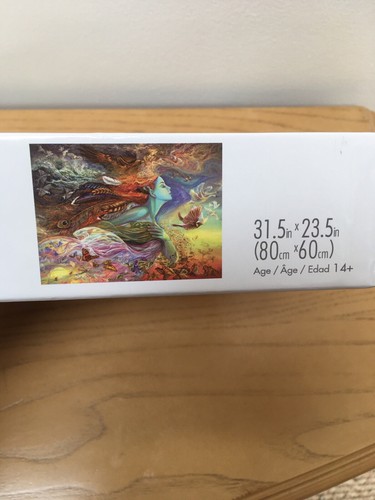 31.5in x 23.5in
(80cm x 60cm)
Age / Âge / Edad 14+